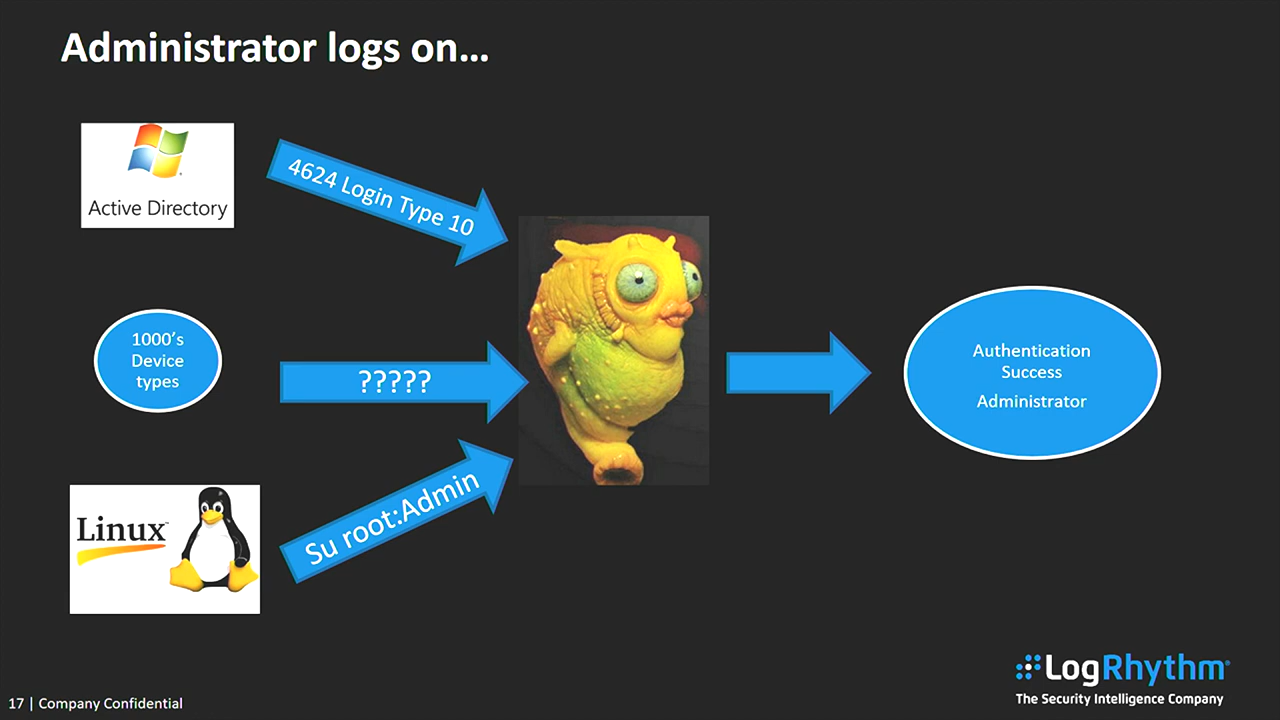 Administrator logs on...
Active Directory
4624 Login Type 10
1000's
Device
types
?????
Linux™
Su root:Admin
Authentication
Success
Administrator
LogRhythm®
The Security Intelligence Company
17 | Company Confidential